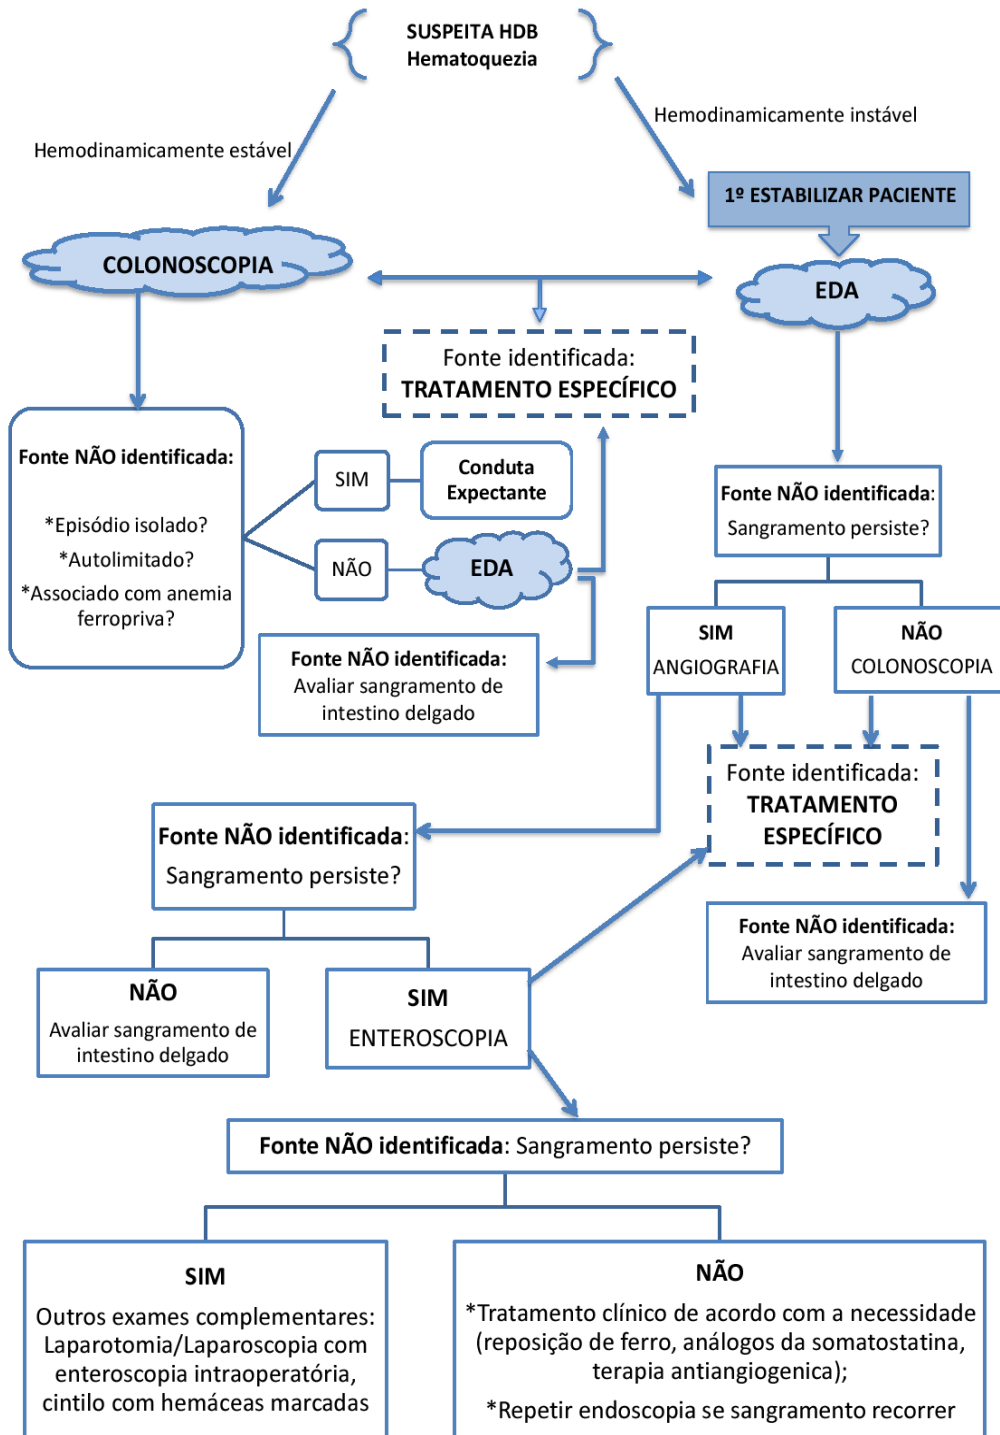 SUSPEITA HDB
Hematoquezia
Hemodinamicamente instável
Hemodinamicamente estável
1º ESTABILIZAR PACIENTE
COLONOSCOPIA
EDA
Fonte identificada:
TRATAMENTO ESPECÍFICO
Fonte NÃO identificada:
*Episódio isolado?
*Autolimitado?
*Associado com anemia
ferropriva?
SIM
Conduta
Expectante
NÃO
EDA
Fonte NÃO identificada:
Avaliar sangramento de
intestino delgado
Fonte NÃO identificada:
Sangramento persiste?
SIM
ANGIOGRAFIA
NÃO
COLONOSCOPIA
Fonte identificada:
TRATAMENTO
ESPECÍFICO
Fonte NÃO identificada:
Avaliar sangramento de
intestino delgado
Fonte NÃO identificada:
Sangramento persiste?
NÃO
Avaliar sangramento de
intestino delgado
SIM
ENTEROSCOPIA
Fonte NÃO identificada: Sangramento persiste?
SIM
Outros exames complementares:
Laparotomia/Laparoscopia com
enteroscopia intraoperatória,
cintilo com hemáceas marcadas
NÃO
*Tratamento clínico de acordo com a necessidade
(reposição de ferro, análogos da somatostatina,
terapia antiangiogenica);
*Repetir endoscopia se sangramento recorrer